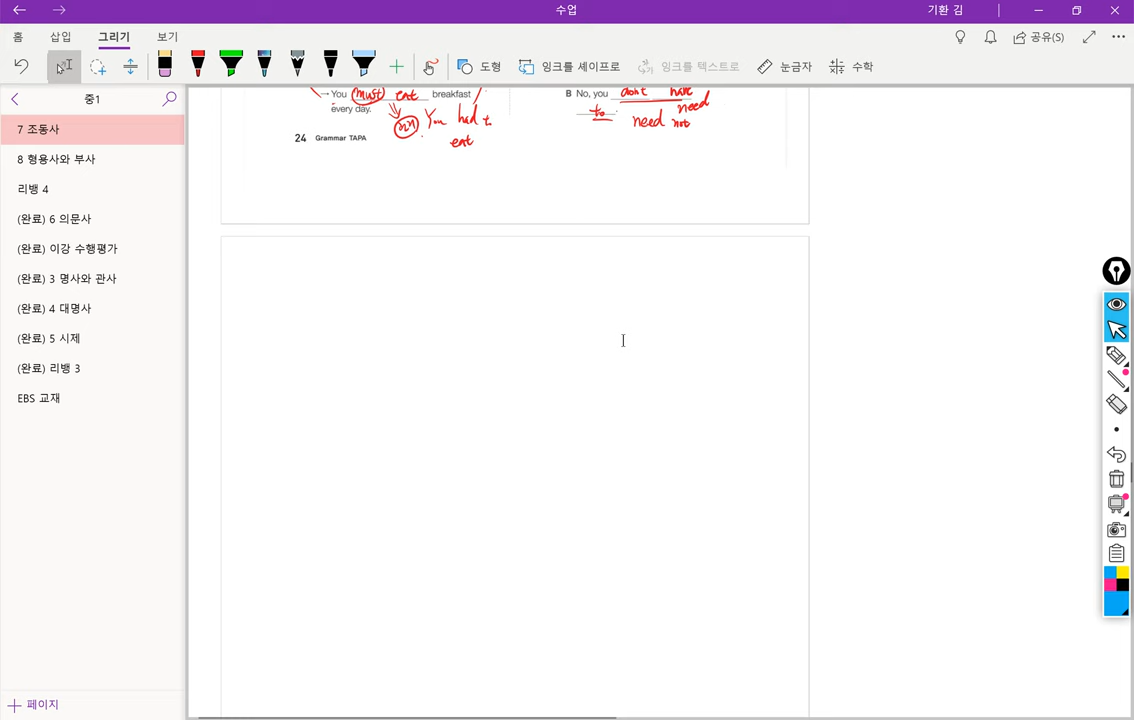 수업
기환 김
홈
삽입
그리기
보기
공유(S)
도형
잉크를 셰이프로
잉크를 텍스트로
눈금자
수학
중1
7 조동사
8 형용사와 부사
리뱅 4
(완료) 6 의문사
(완료) 이강 수행평가
(완료) 3 명사와 관사
(완료) 4 대명사
(완료) 5 시제
(완료) 리뱅 3
EBS 교재
페이지
→ You must eat breakfast
every day.
You had to
eat
24 Grammar TAPA
B No, you don't have
to need
need not